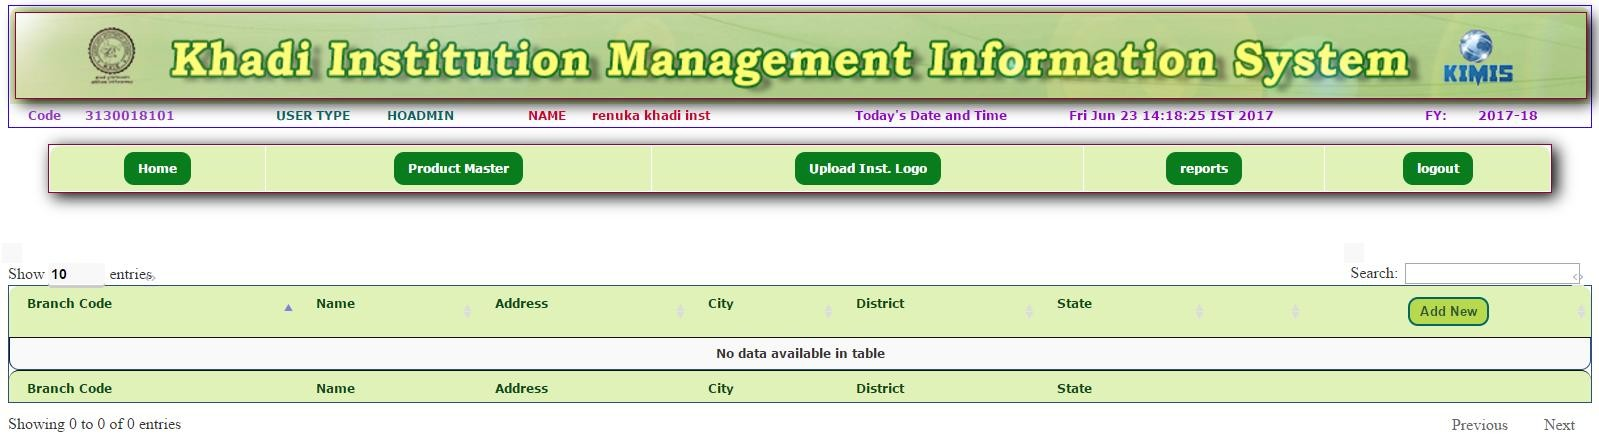 Khadi Institution Management Information System
KIMIS
Code 3130018101 USER TYPE HOADMIN NAME renuka khadi inst Today's Date and Time Fri Jun 23 14:18:25 IST 2017 FY: 2017-18
Home Product Master Upload Inst. Logo reports logout
Show 10 entries Search:
Branch Code Name Address City District State Add New
No data available in table
Branch Code Name Address City District State
Showing 0 to 0 of 0 entries Previous Next